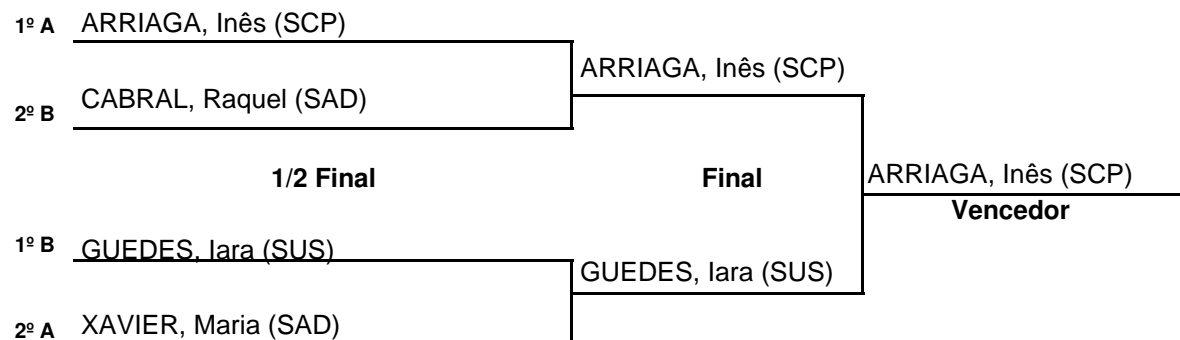 1º A ARRIAGA, Inês (SCP)
ARRIAGA, Inês (SCP)
2º B CABRAL, Raquel (SAD)
1/2 Final Final ARRIAGA, Inês (SCP)
Vencedor
1º B GUEDES, Iara (SUS)
GUEDES, Iara (SUS)
2º A XAVIER, Maria (SAD)